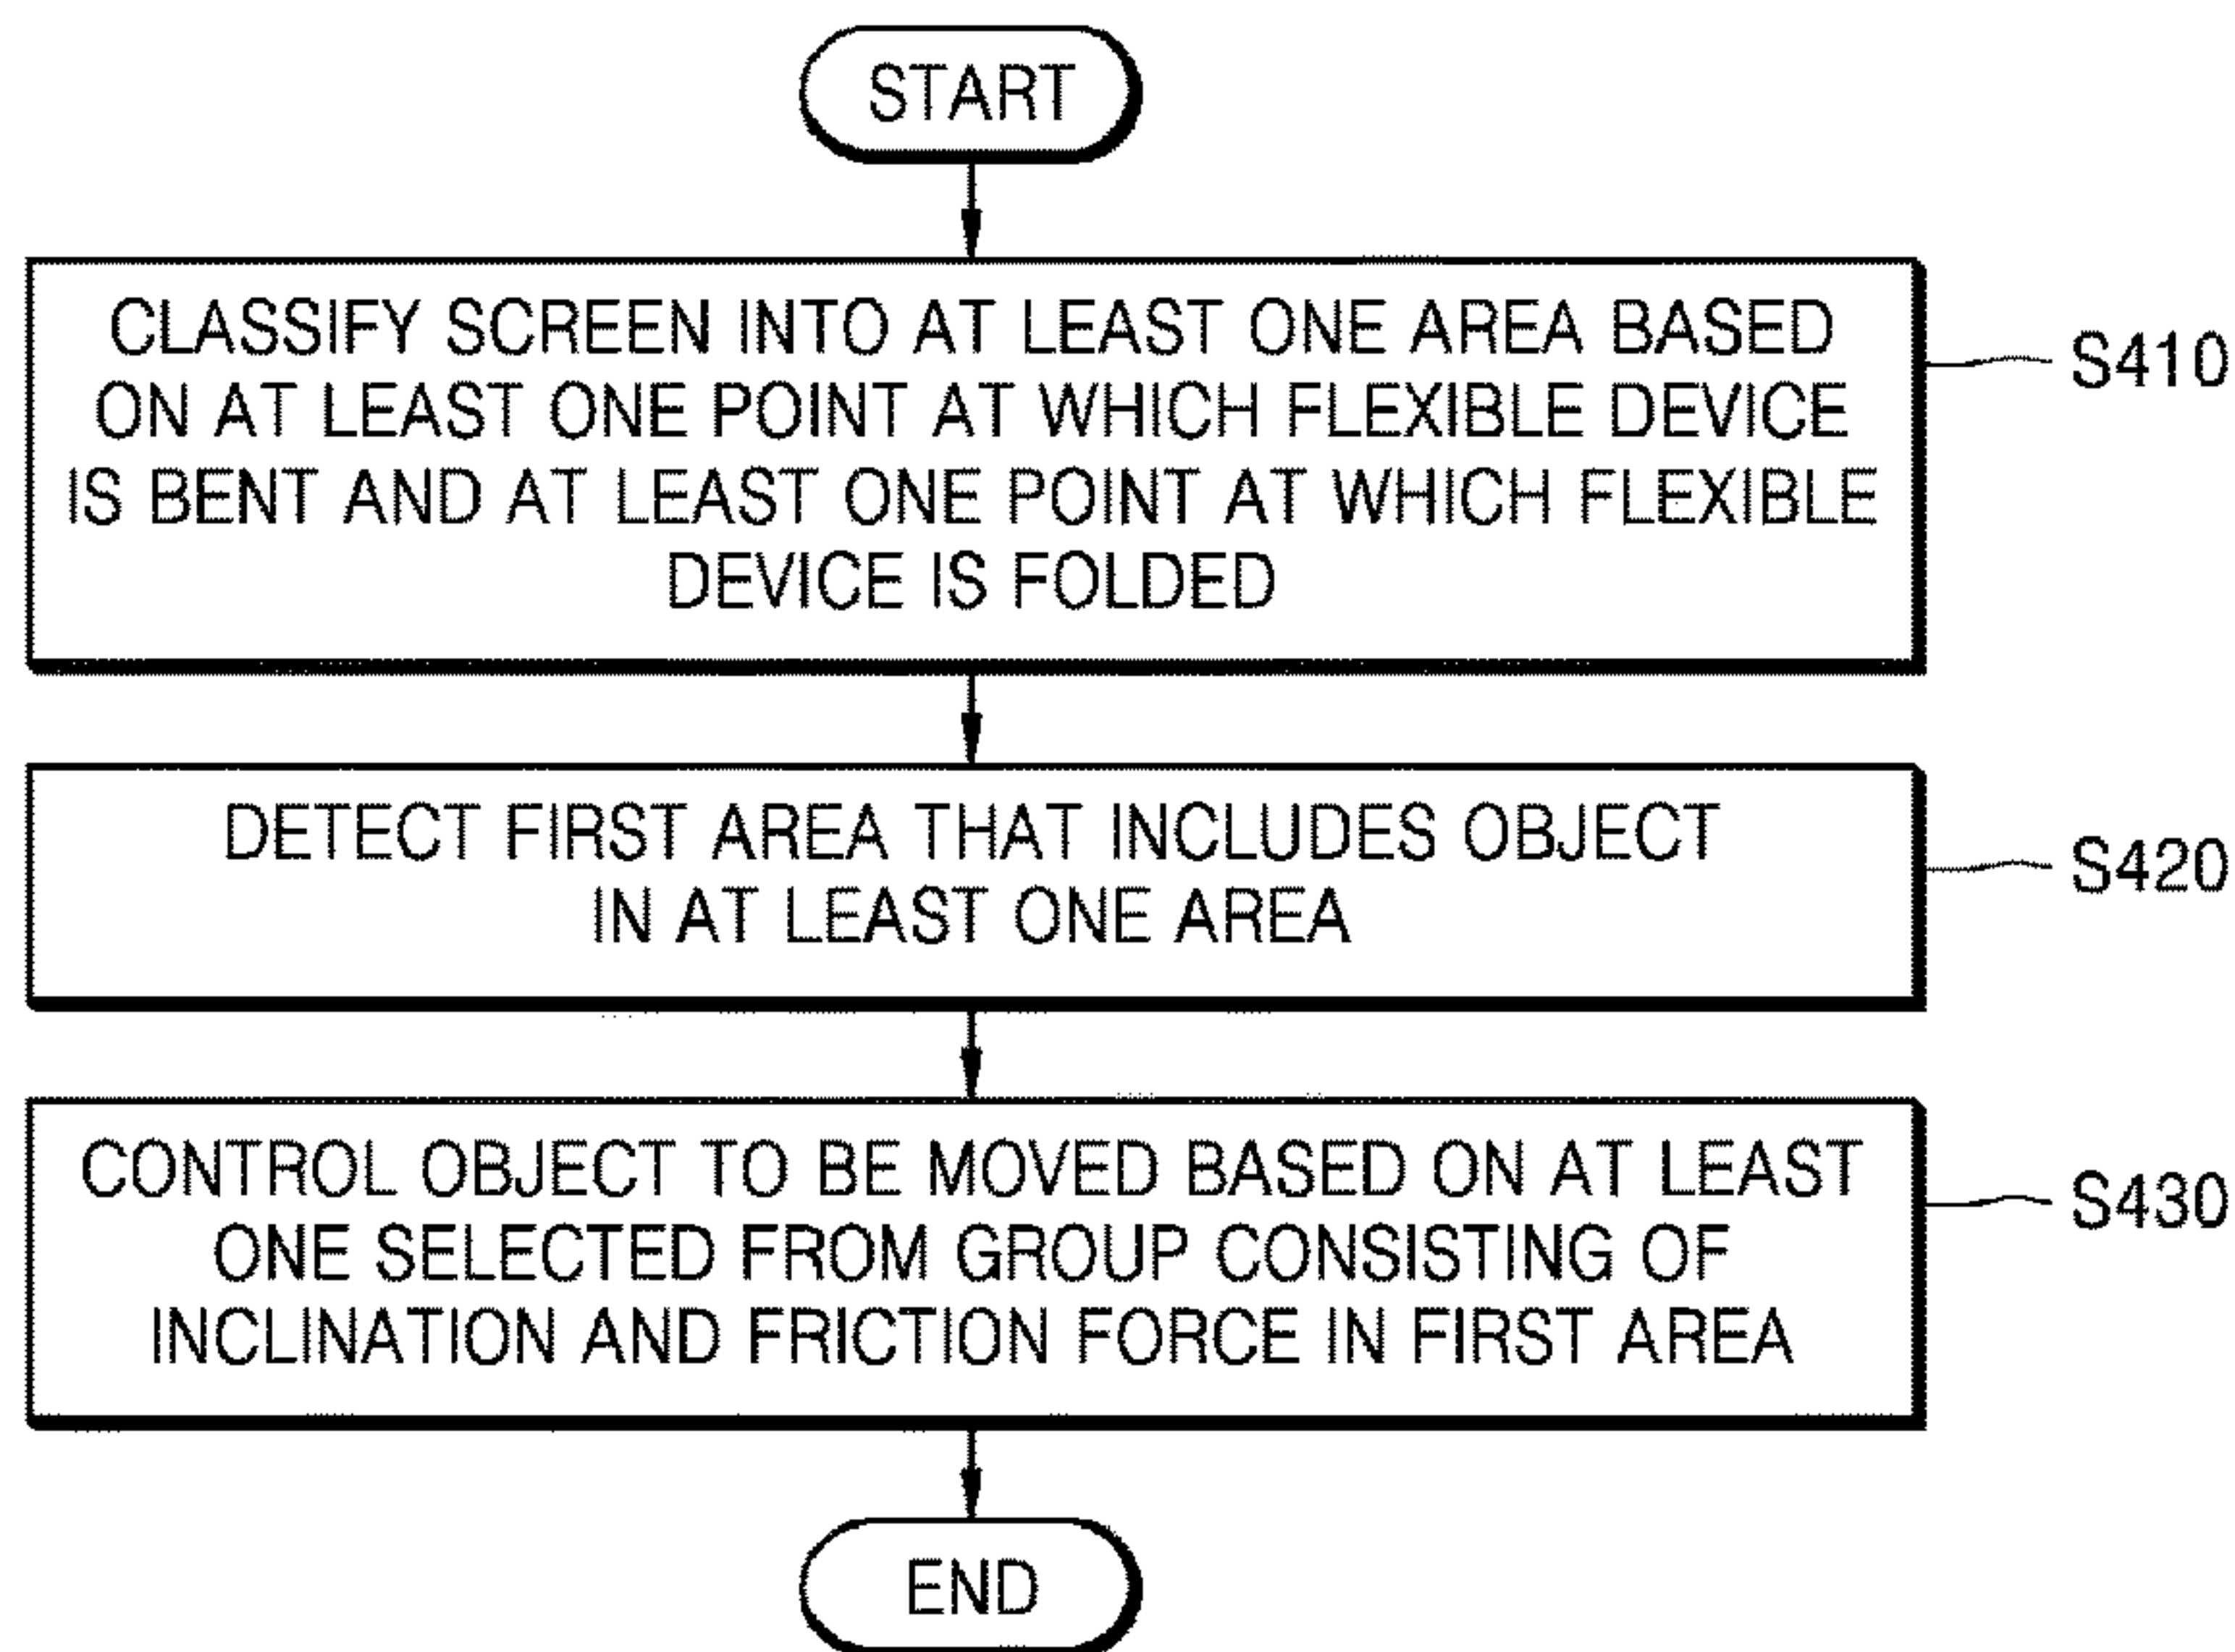 START
CLASSIFY SCREEN INTO AT LEAST ONE AREA BASED
ON AT LEAST ONE POINT AT WHICH FLEXIBLE DEVICE
IS BENT AND AT LEAST ONE POINT AT WHICH FLEXIBLE
DEVICE IS FOLDED
S410
DETECT FIRST AREA THAT INCLUDES OBJECT
IN AT LEAST ONE AREA
S420
CONTROL OBJECT TO BE MOVED BASED ON AT LEAST
ONE SELECTED FROM GROUP CONSISTING OF
INCLINATION AND FRICTION FORCE IN FIRST AREA
S430
END